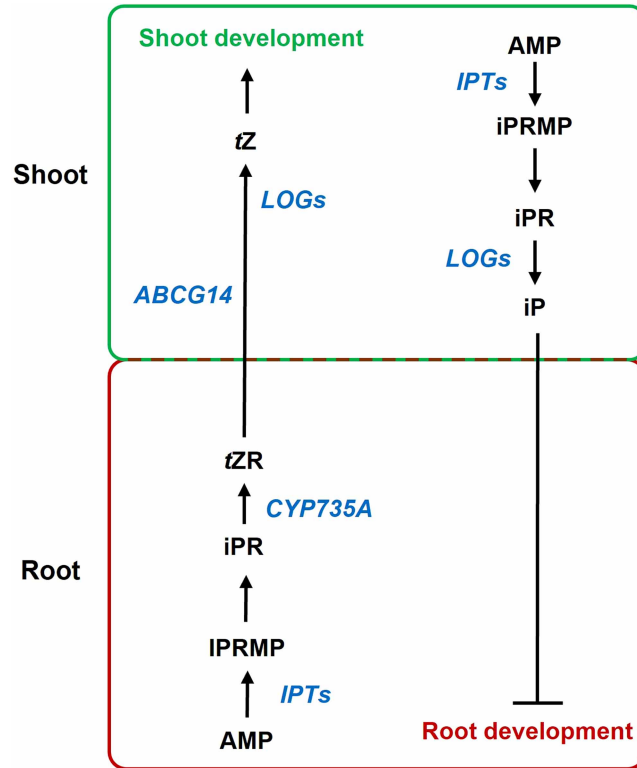 Shoot development
tZ
LOGs
ABCG14
AMP
IPTs
iPRMP
iPR
LOGs
iP
Shoot
tZR
CYP735A
iPR
IPRMP
IPTs
AMP
Root
Root development